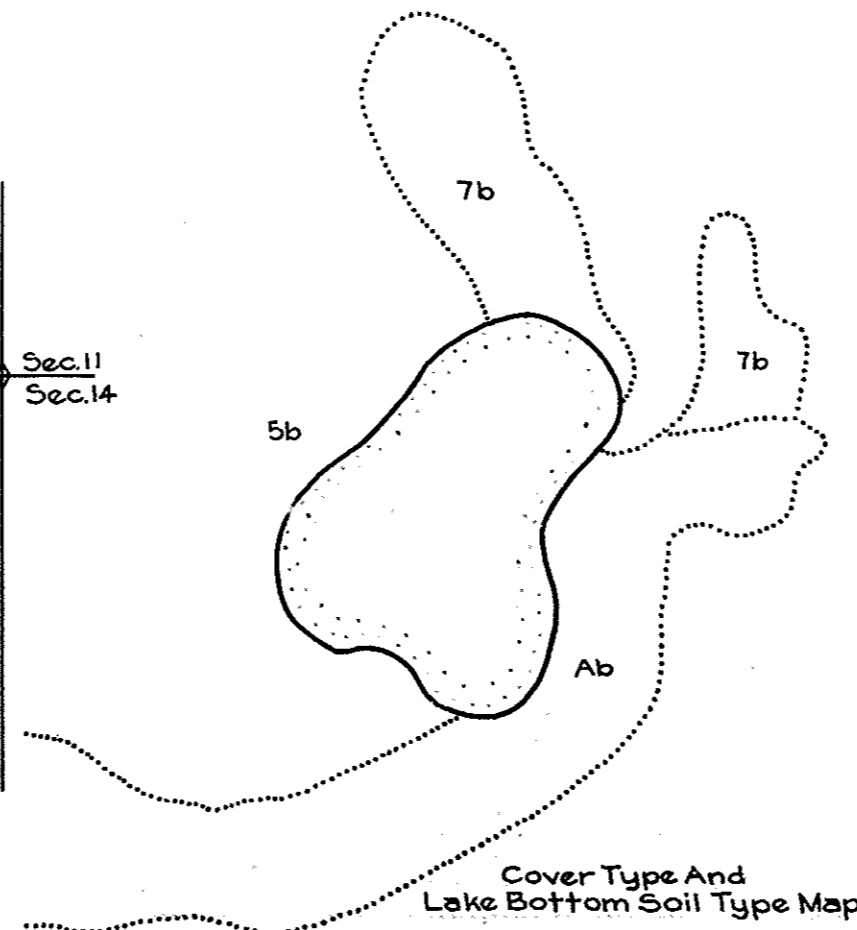 7b
7b
Sec.11
Sec.14
5b
Ab
Cover Type And
Lake Bottom Soil Type Map